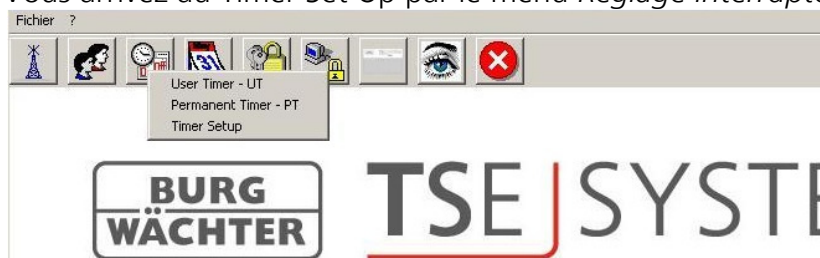 Vous arrivez au Timer Set Up par le menu Réglage
Fichier ?
31
User Timer - UT
Permanent Timer - PT
Timer Setup
BURG
WÄCHTER
TSE SYSTE